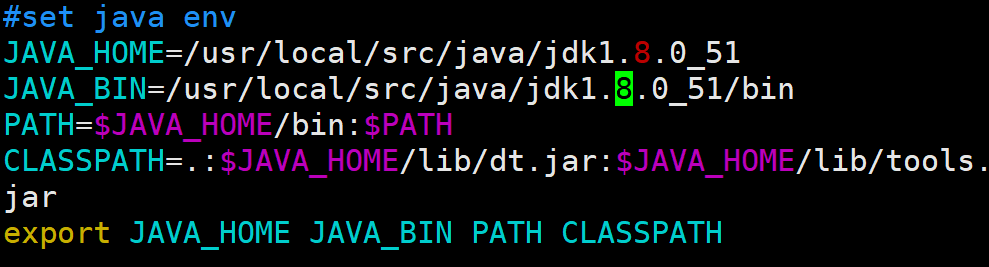 #set java env
JAVA_HOME=/usr/local/src/java/jdk1.8.0_51
JAVA_BIN=/usr/local/src/java/jdk1.8.0_51/bin
PATH=$JAVA_HOME/bin:$PATH
CLASSPATH=.:$JAVA_HOME/lib/dt.jar:$JAVA_HOME/lib/tools.
jar
export JAVA_HOME JAVA_BIN PATH CLASSPATH